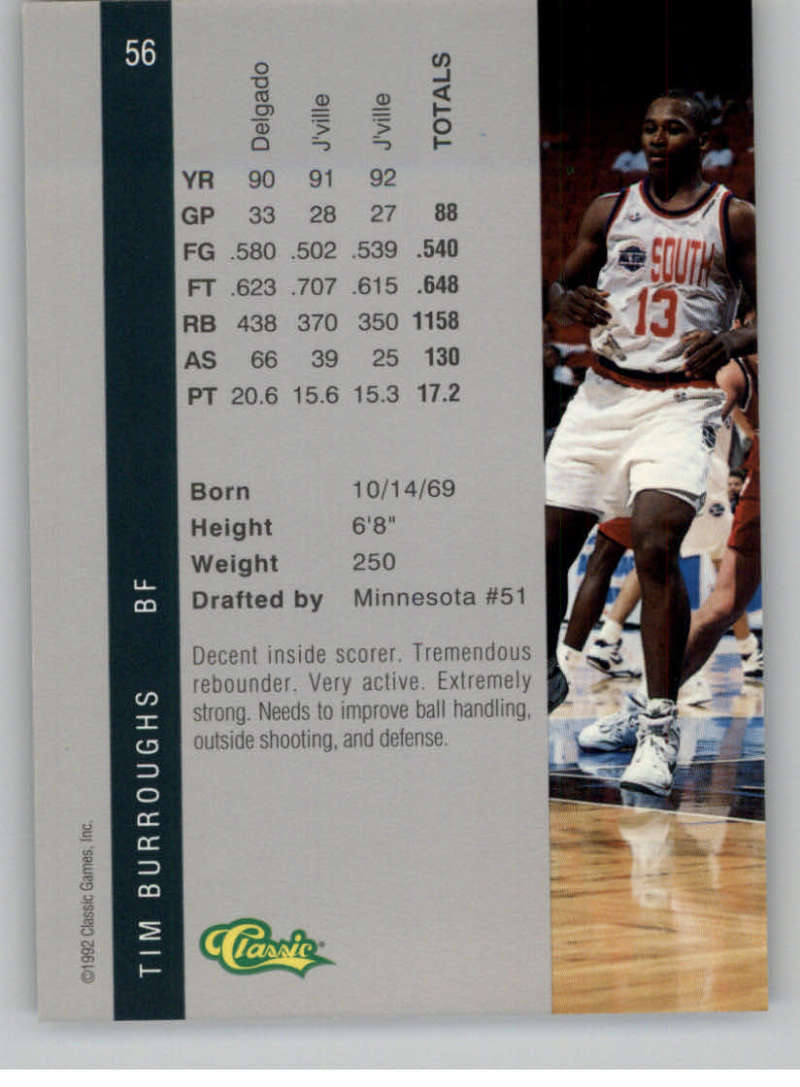 56
Delgado J'ville J'ville TOTALS
YR 90 91 92
GP 33 28 27 88
FG .580 .502 .539 .540
FT .623 .707 .615 .648
RB 438 370 350 1158
AS 66 39 25 130
PT 20.6 15.6 15.3 17.2
Born 10/14/69
Height 6'8"
Weight 250
Drafted by Minnesota #51
Decent inside scorer. Tremendous
rebounder. Very active. Extremely
strong. Needs to improve ball handling,
outside shooting, and defense.
TIM BURROUGHS BF
©1992 Classic Games, Inc.
Classic
SOUTH
13